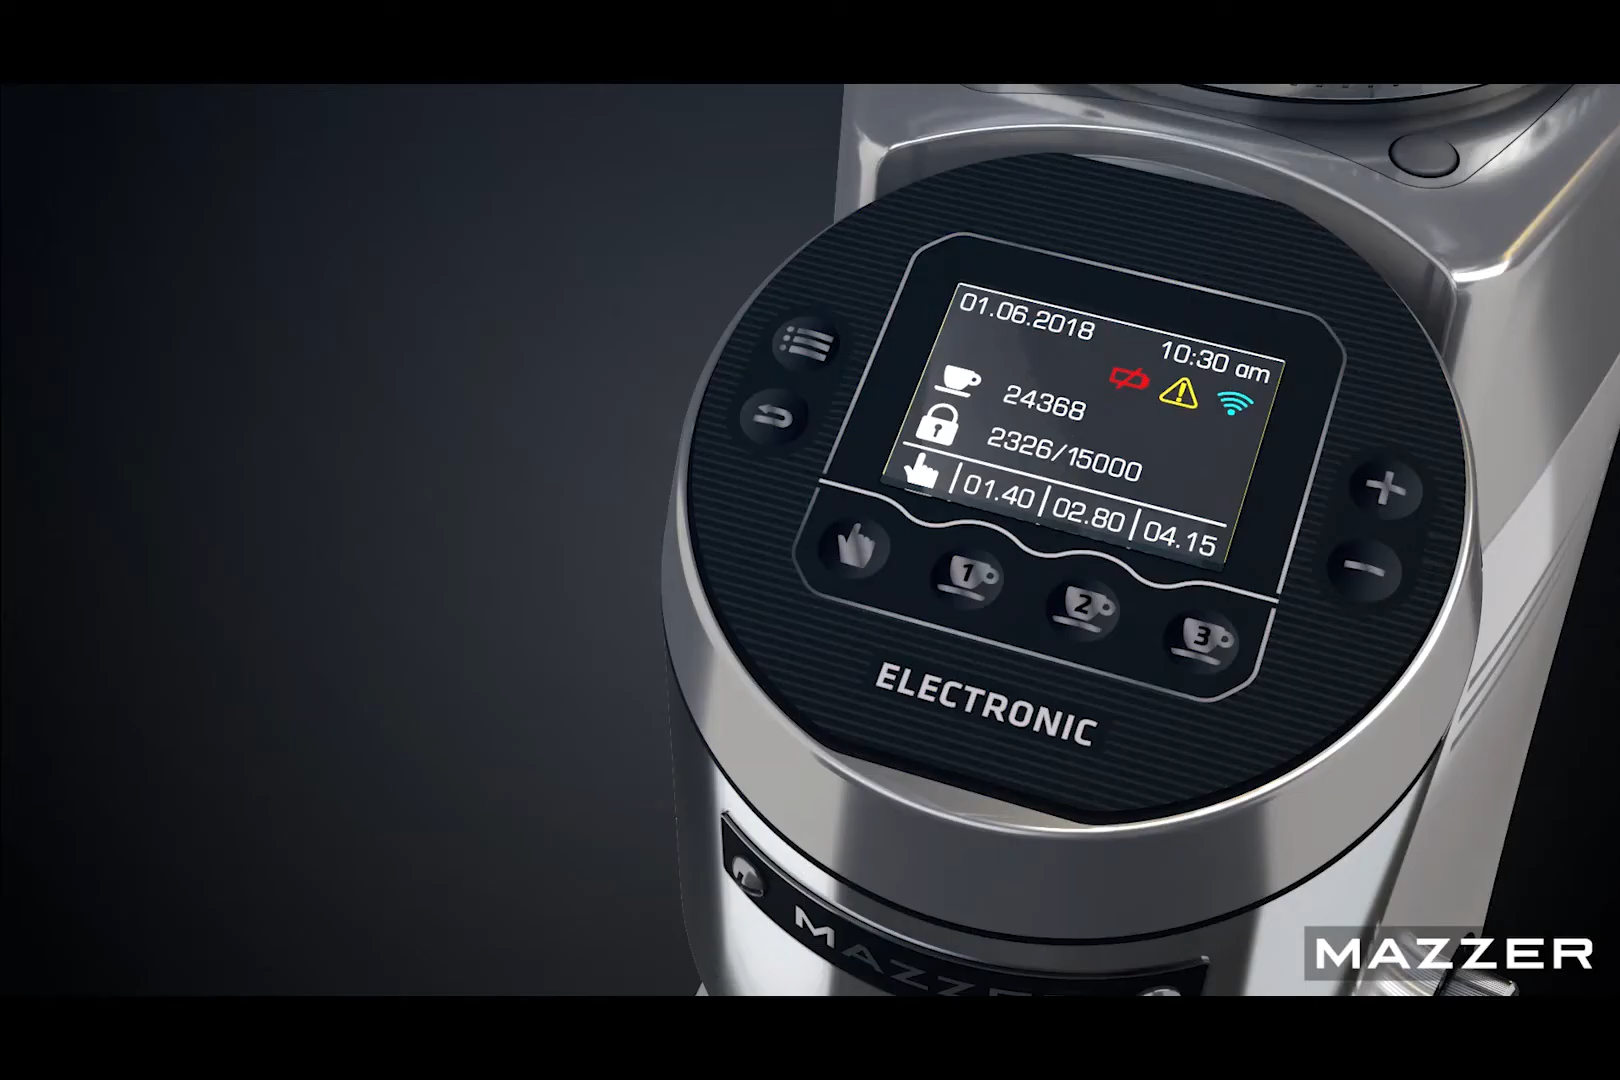 01.06.2018
10:30 am
24368
2326/15000
01.40 | 02.80 | 04.15
1
2
3
ELECTRONIC
MAZZER
MAZZER